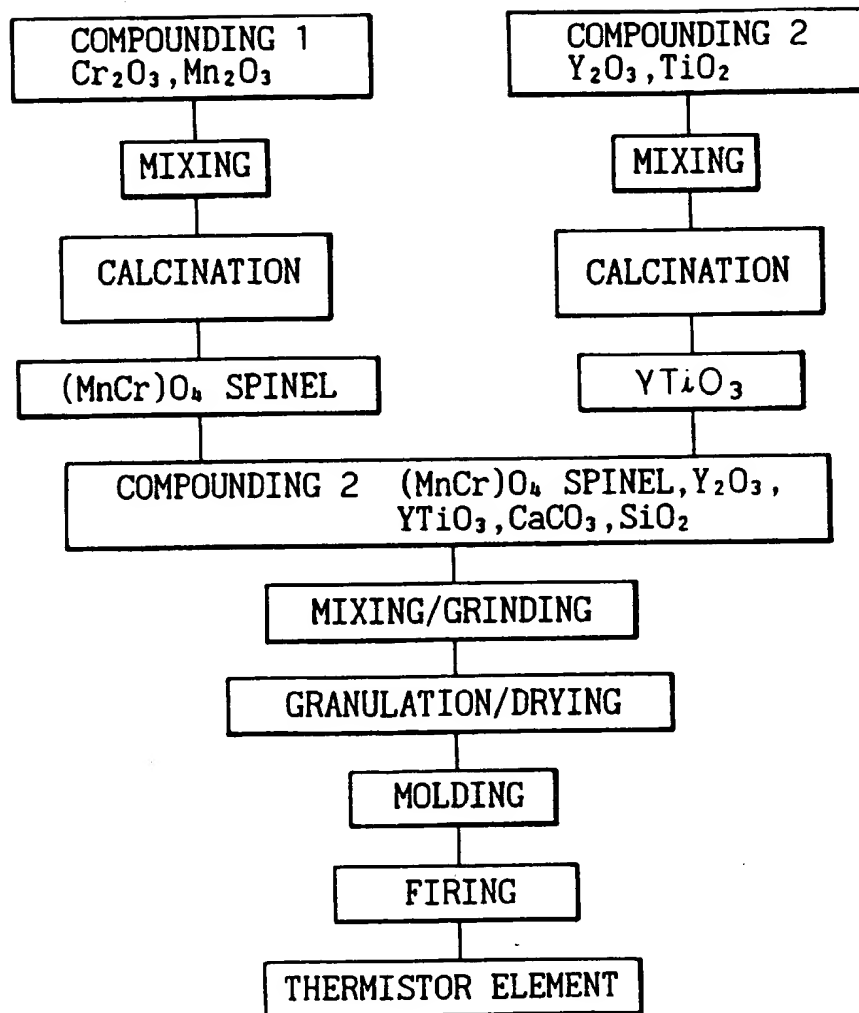 COMPOUNDING 1
Cr₂O₃,Mn₂O₃
COMPOUNDING 2
Y₂O₃,TiO₂
MIXING
MIXING
CALCINATION
CALCINATION
(MnCr)O₄ SPINEL
YTiO₃
COMPOUNDING 2 (MnCr)O₄ SPINEL,Y₂O₃,
YTiO₃,CaCO₃,SiO₂
MIXING/GRINDING
GRANULATION/DRYING
MOLDING
FIRING
THERMISTOR ELEMENT